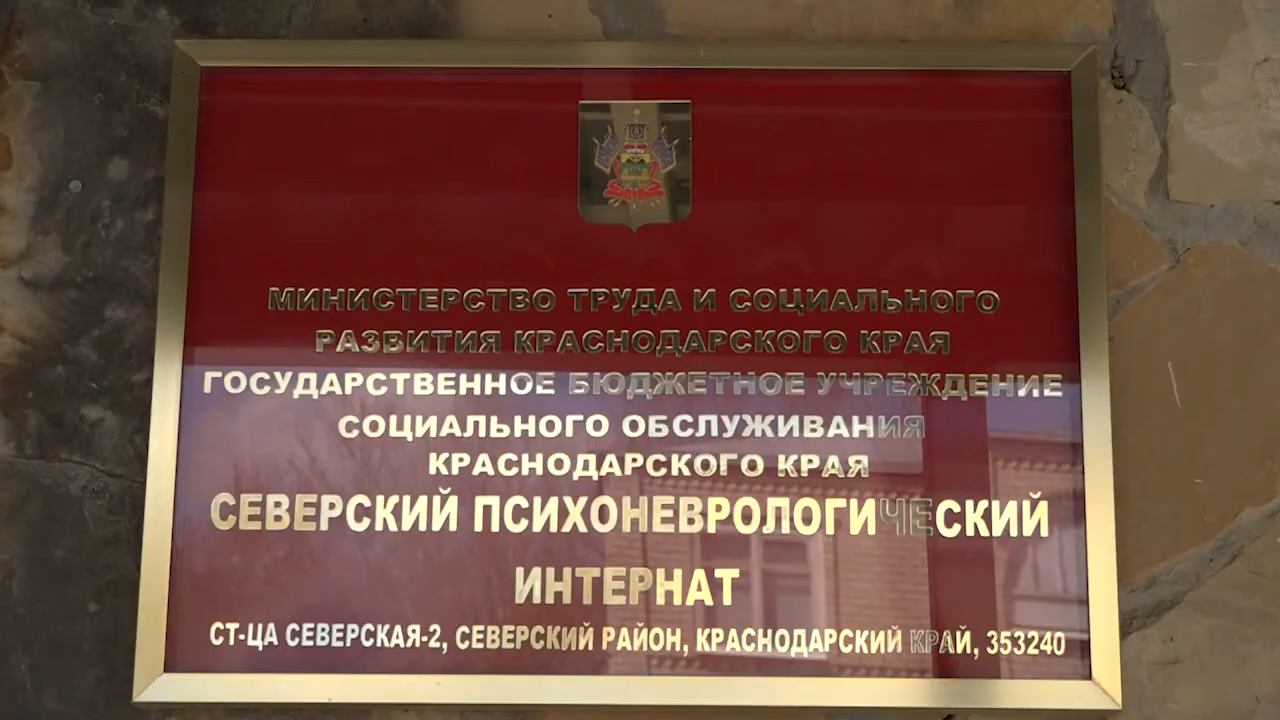 МИНИСТЕРСТВО ТРУДА И СОЦИАЛЬНОГО
РАЗВИТИЯ КРАСНОДАРСКОГО КРАЯ
ГОСУДАРСТВЕННОЕ БЮДЖЕТНОЕ УЧРЕЖДЕНИЕ
СОЦИАЛЬНОГО ОБСЛУЖИВАНИЯ
КРАСНОДАРСКОГО КРАЯ
СЕВЕРСКИЙ ПСИХОНЕВРОЛОГИЧЕСКИЙ
ИНТЕРНАТ
СТ-ЦА СЕВЕРСКАЯ-2, СЕВЕРСКИЙ РАЙОН, КРАСНОДАРСКИЙ КРАЙ, 353240